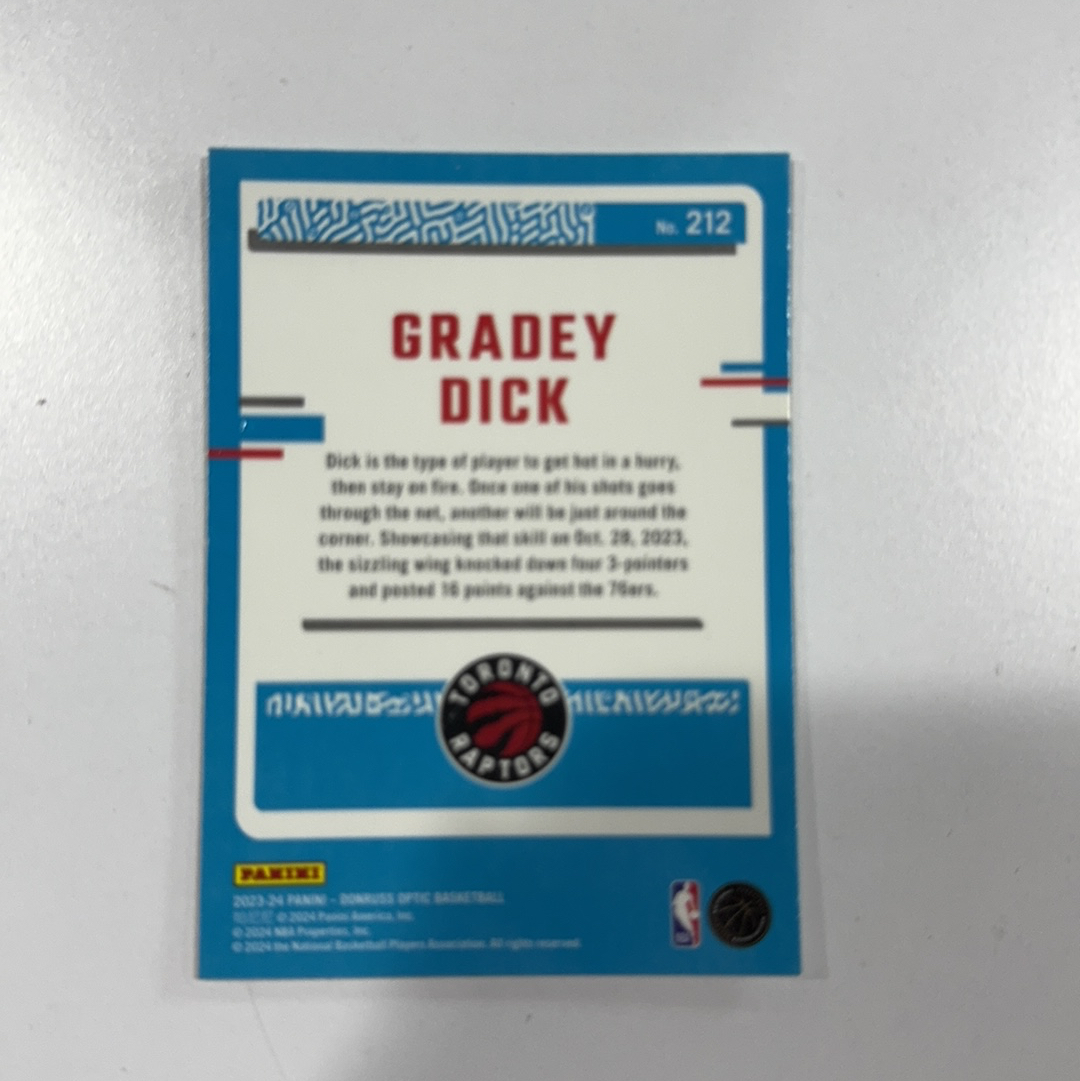 No. 212
GRADEY
DICK
Dick is the type of player to get hot in a hurry,
then stay on fire. Once one of his shots goes
through the net, another will be just around the
corner. Showcasing that skill on Oct. 28, 2023,
the sizzling wing knocked down four 3-pointers
and posted 16 points against the 76ers.
TORONTO
RAPTORS
PANINI
2023-24 PANINI - DONRUSS OPTIC BASKETBALL
© 2024 Panini America, Inc.
© 2024 NBA Properties, Inc.
© 2024 the National Basketball Players Association. All rights reserved.